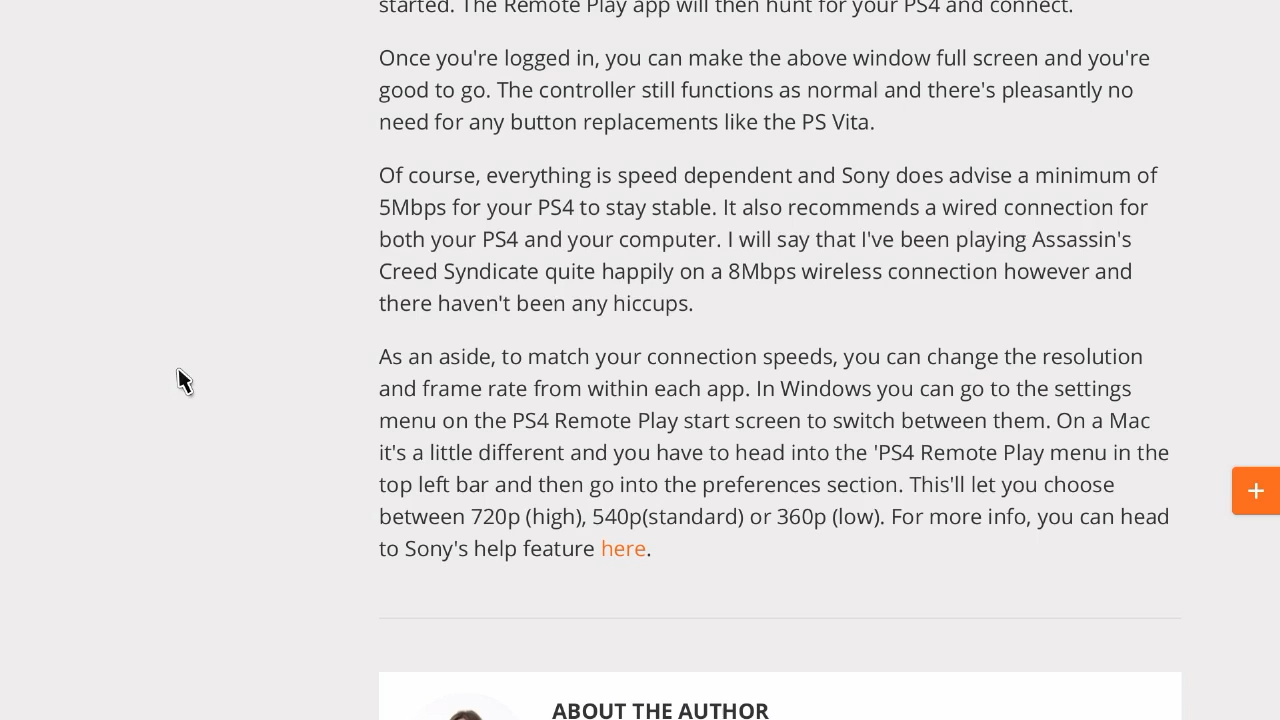 started. The Remote Play app will then hunt for your PS4 and connect.
Once you're logged in, you can make the above window full screen and you're
good to go. The controller still functions as normal and there's pleasantly no
need for any button replacements like the PS Vita.
Of course, everything is speed dependent and Sony does advise a minimum of
5Mbps for your PS4 to stay stable. It also recommends a wired connection for
both your PS4 and your computer. I will say that I've been playing Assassin's
Creed Syndicate quite happily on a 8Mbps wireless connection however and
there haven't been any hiccups.
As an aside, to match your connection speeds, you can change the resolution
and frame rate from within each app. In Windows you can go to the settings
menu on the PS4 Remote Play start screen to switch between them. On a Mac
it's a little different and you have to head into the 'PS4 Remote Play menu in the
top left bar and then go into the preferences section. This'll let you choose
between 720p (high), 540p(standard) or 360p (low). For more info, you can head
to Sony's help feature here.
+
ABOUT THE AUTHOR